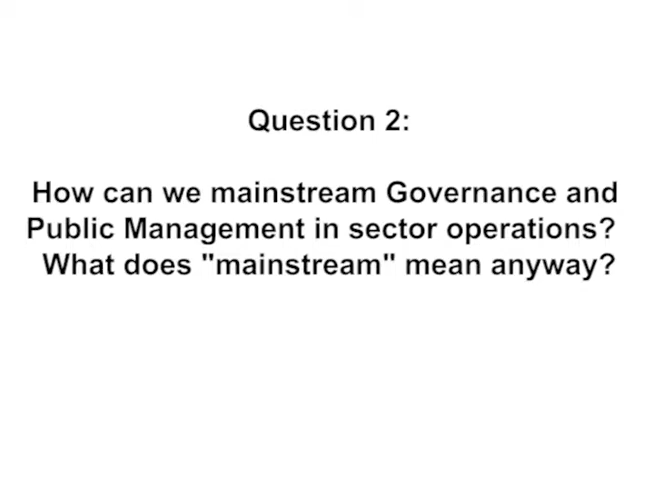 Question 2:
How can we mainstream Governance and
Public Management in sector operations?
What does "mainstream" mean anyway?